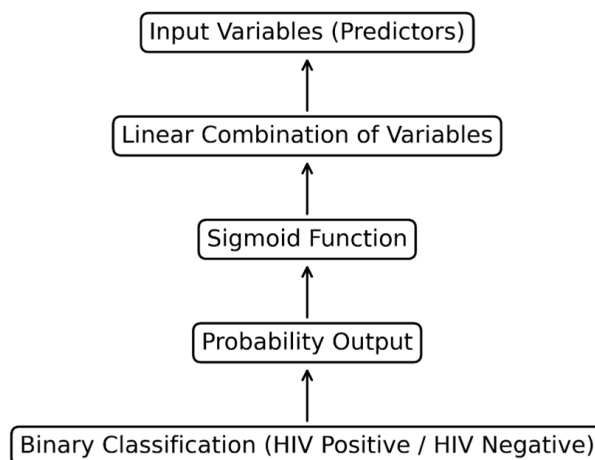 Input Variables (Predictors)
Linear Combination of Variables
Sigmoid Function
Probability Output
Binary Classification (HIV Positive / HIV Negative)